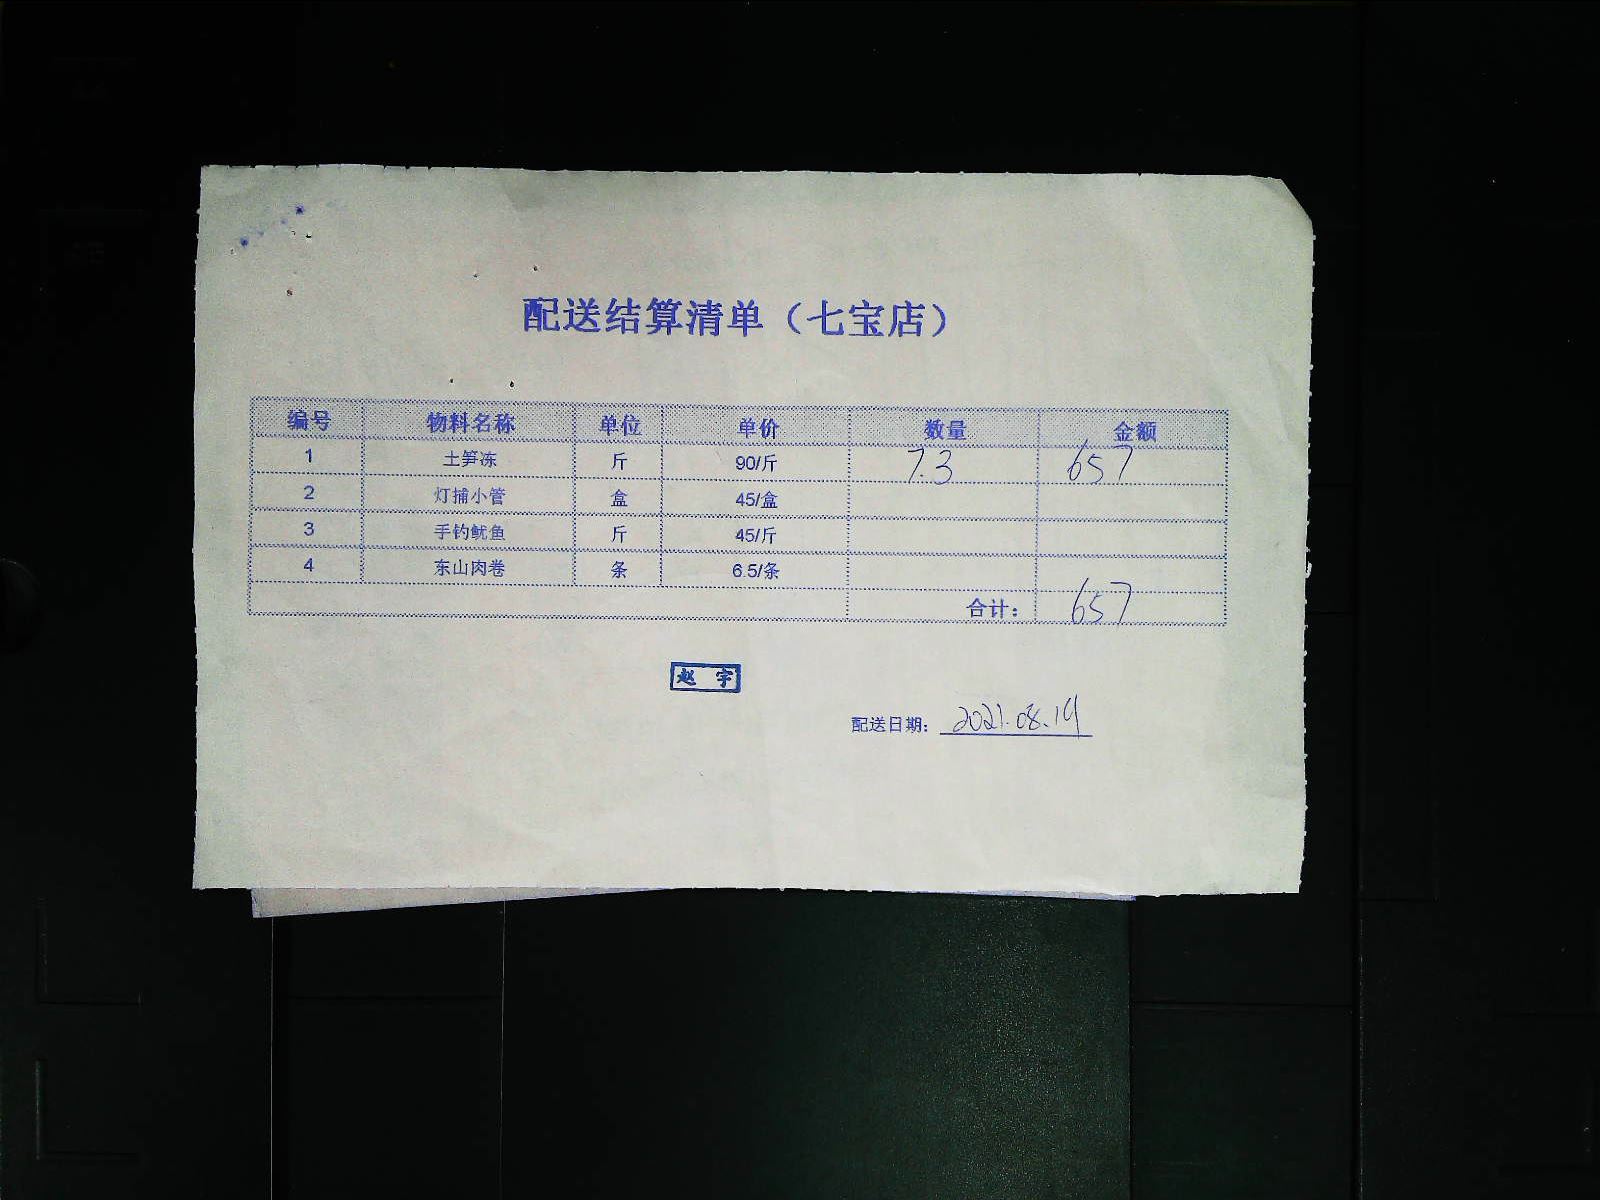 配送结算清单（七宝店）
编号 物料名称 单位 单价 数量 金额
1 土笋冻 斤 90/斤 7.3 657
2 灯捕小管 盒 45/盒
3 手钓鱿鱼 斤 45/斤
4 东山肉卷 条 6.5/条
合计： 657
赵宇
配送日期： 2021.08.19